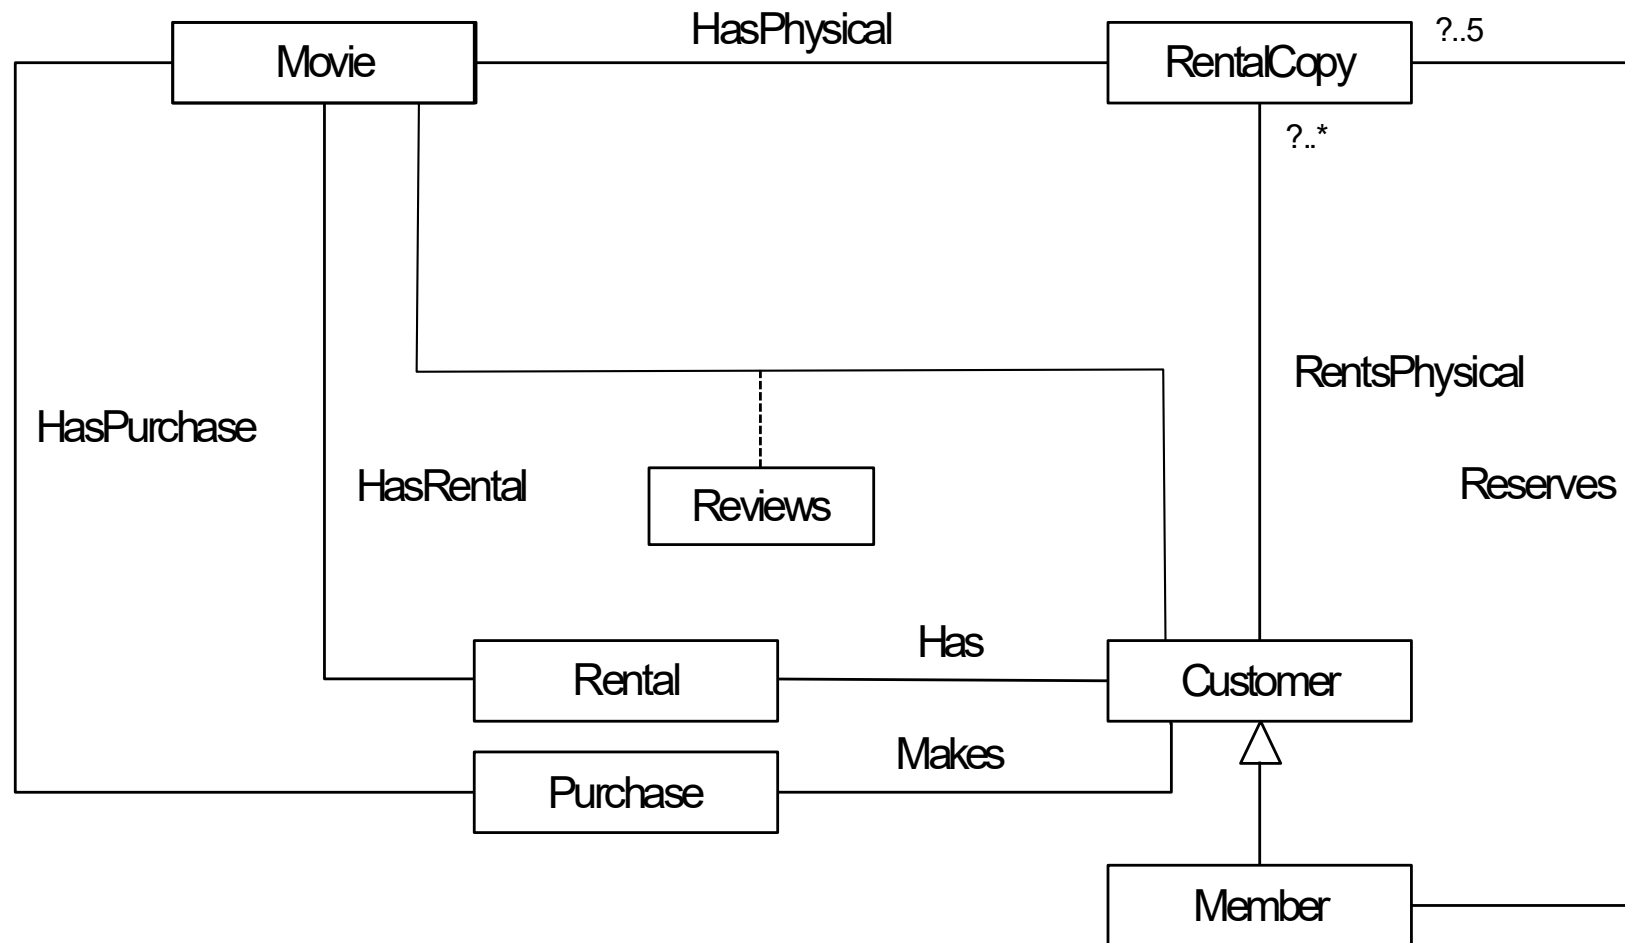 HasPhysical
?..5
Movie
RentalCopy
?..*
RentsPhysical
HasPurchase
HasRental
Reserves
Reviews
Has
Rental
Customer
Makes
Purchase
Member